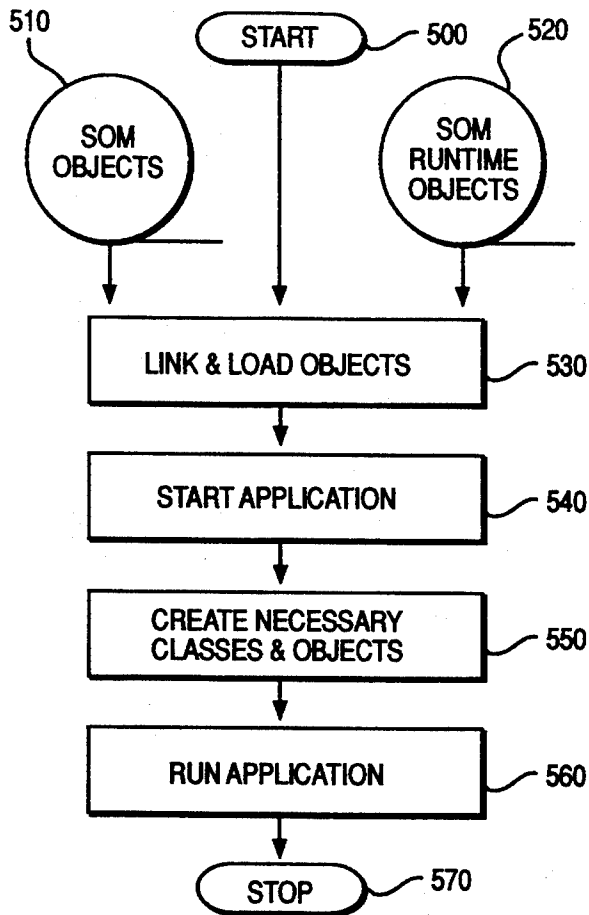 510
START
500
520
SOM
OBJECTS
SOM
RUNTIME
OBJECTS
LINK & LOAD OBJECTS
530
START APPLICATION
540
CREATE NECESSARY
CLASSES & OBJECTS
550
RUN APPLICATION
560
STOP
570